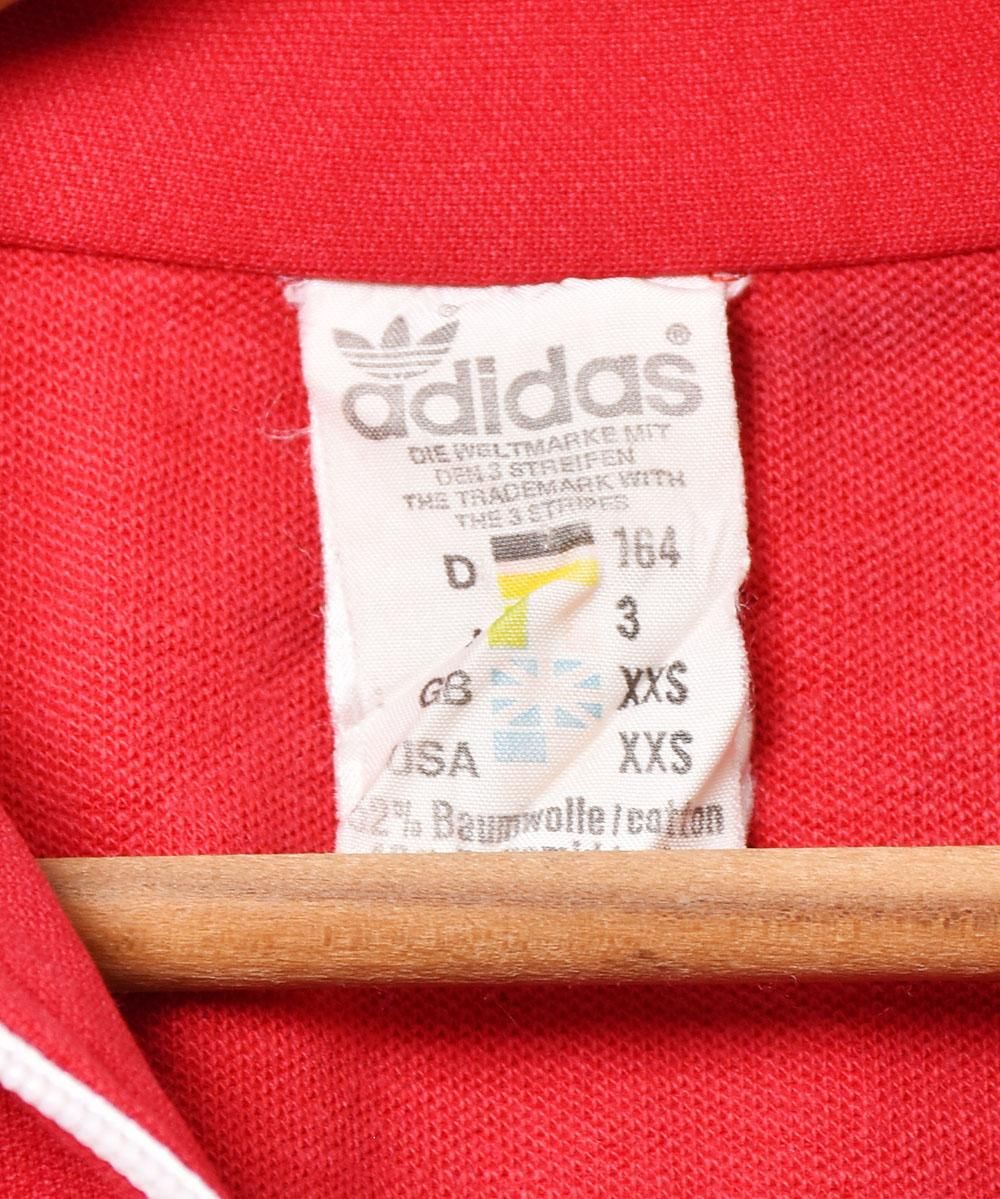 adidas®
DIE WELTMARKE MIT
DEN 3 STREIFEN
THE TRADEMARK WITH
THE 3 STRIPES
D 164
3
GB XXS
USA XXS
2% Baumwolle/cotton